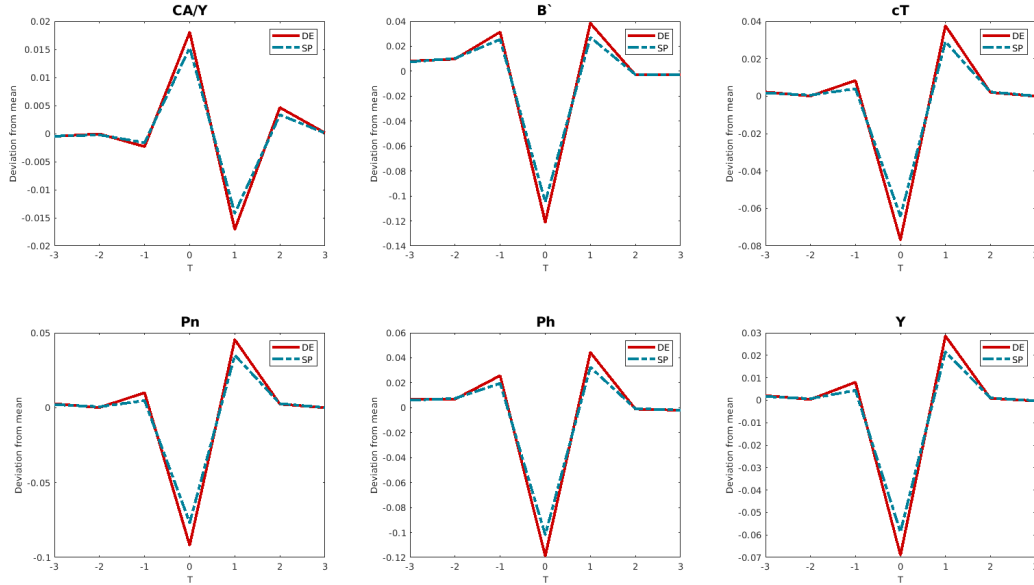 CA/Y
B`
cT
0.02
0.015
0.01
0.005
0
-0.005
-0.01
-0.015
-0.02
Deviation from mean
-3 -2 -1 0 1 2 3
T
DE
SP
0.04
0.02
0
-0.02
-0.04
-0.06
-0.08
-0.1
-0.12
-0.14
Deviation from mean
-3 -2 -1 0 1 2 3
T
DE
SP
0.04
0.02
0
-0.02
-0.04
-0.06
-0.08
Deviation from mean
-3 -2 -1 0 1 2 3
T
DE
SP
Pn
Ph
Y
0.05
0
-0.05
-0.1
Deviation from mean
-3 -2 -1 0 1 2 3
T
DE
SP
0.06
0.04
0.02
0
-0.02
-0.04
-0.06
-0.08
-0.1
-0.12
Deviation from mean
-3 -2 -1 0 1 2 3
T
DE
SP
0.03
0.02
0.01
0
-0.01
-0.02
-0.03
-0.04
-0.05
-0.06
-0.07
Deviation from mean
-3 -2 -1 0 1 2 3
T
DE
SP